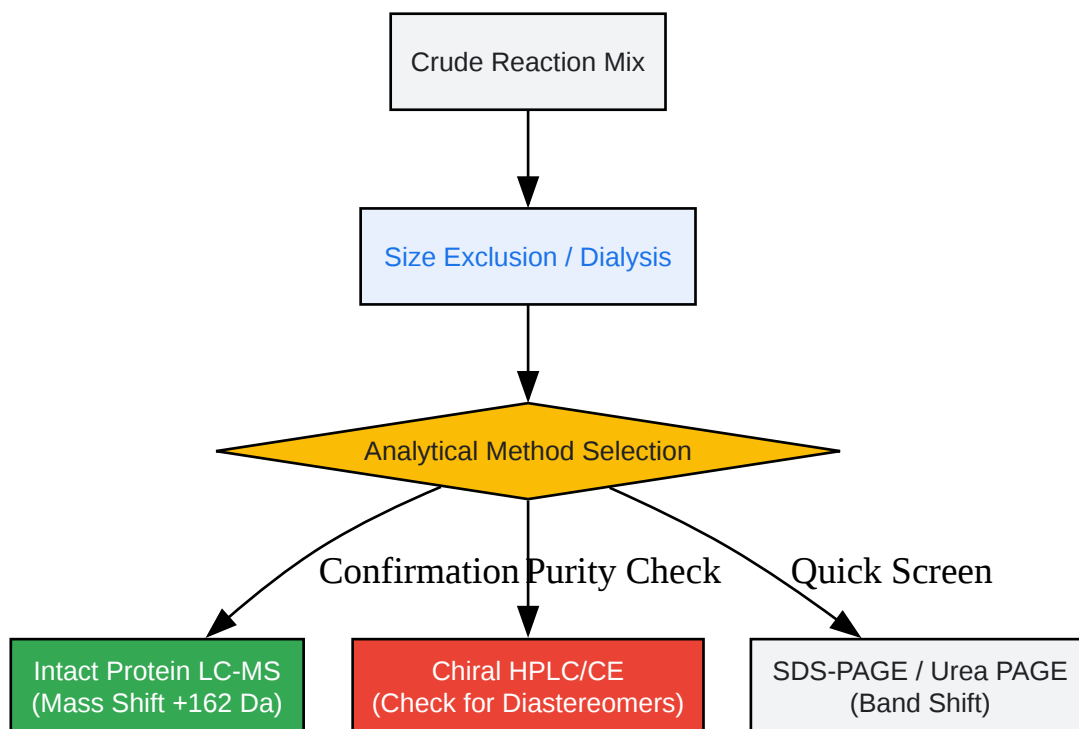 Crude Reaction Mix
Size Exclusion / Dialysis
Analytical Method Selection
Confirmation
Purity Check
Quick Screen
Intact Protein LC-MS
(Mass Shift +162 Da)
Chiral HPLC/CE
(Check for Diastereomers)
SDS-PAGE / Urea PAGE
(Band Shift)